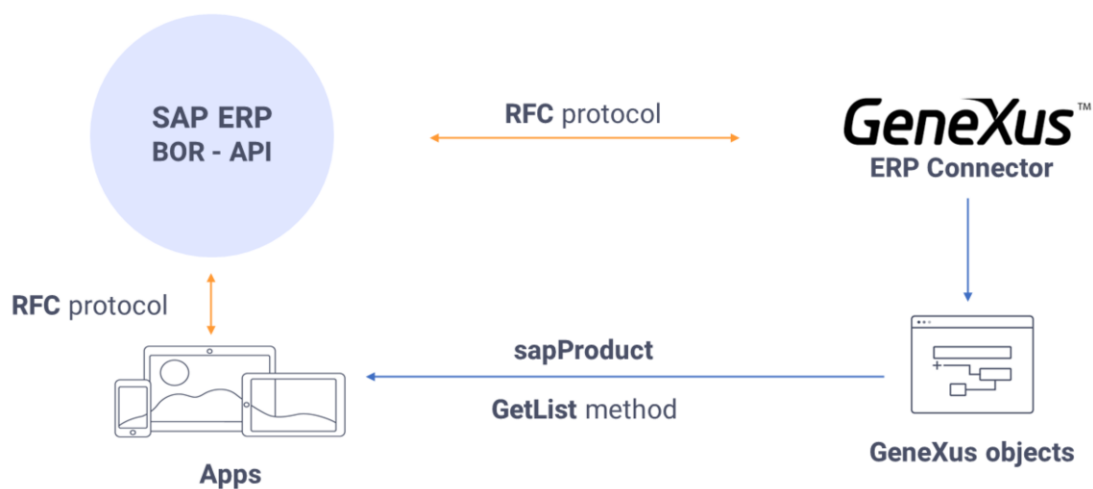 SAP ERP
BOR - API
RFC protocol
GeneXus™
ERP Connector
RFC protocol
sapProduct
GetList method
Apps
GeneXus objects